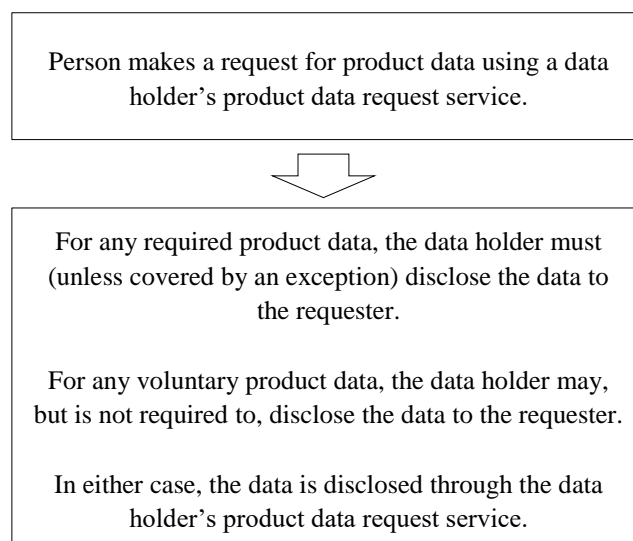 Person makes a request for product data using a data
holder’s product data request service.
For any required product data, the data holder must
(unless covered by an exception) disclose the data to
the requester.
For any voluntary product data, the data holder may,
but is not required to, disclose the data to the requester.
In either case, the data is disclosed through the data
holder’s product data request service.